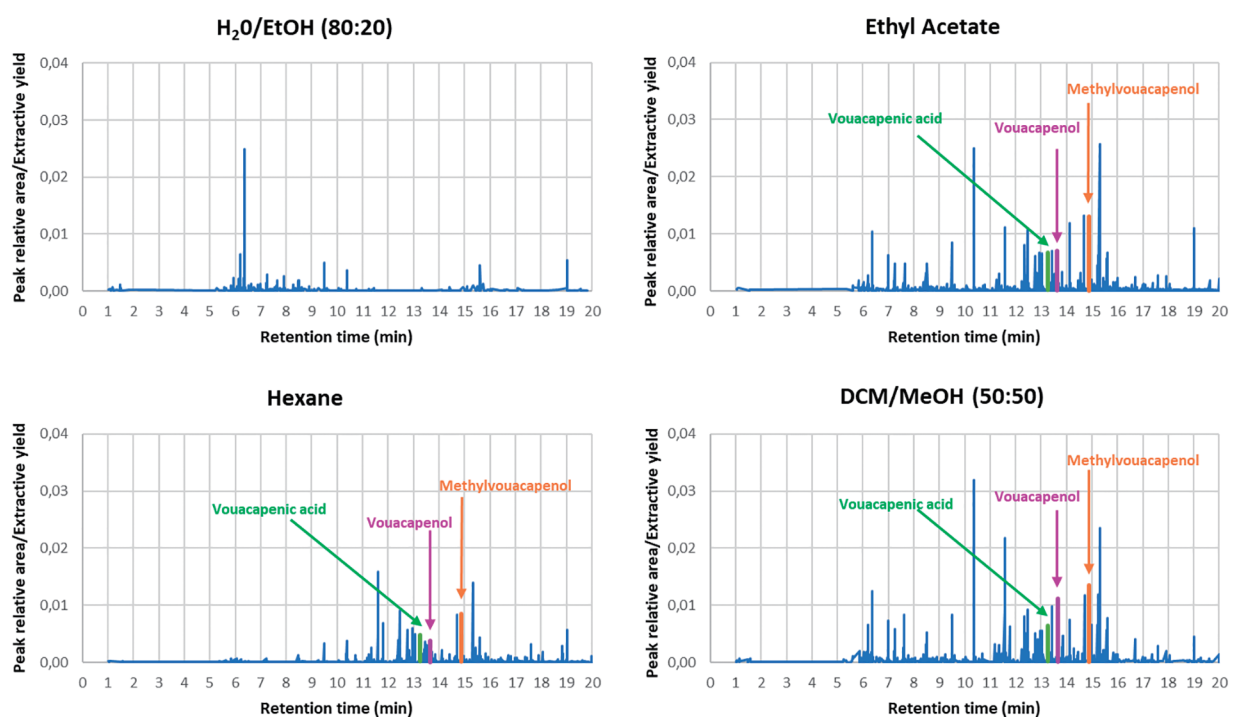 H₂0/EtOH (80:20)
Peak relative area/Extractive yield
0,04
0,03
0,02
0,01
0,00
0 1 2 3 4 5 6 7 8 9 10 11 12 13 14 15 16 17 18 19 20
Retention time (min)
Ethyl Acetate
Peak relative area/Extractive yield
0,04
0,03
0,02
0,01
0,00
Methylvouacapenol
Vouacapenic acid
Vouacapenol
0 1 2 3 4 5 6 7 8 9 10 11 12 13 14 15 16 17 18 19 20
Retention time (min)
Hexane
Peak relative area/Extractive yield
0,04
0,03
0,02
0,01
0,00
Methylvouacapenol
Vouacapenic acid
Vouacapenol
0 1 2 3 4 5 6 7 8 9 10 11 12 13 14 15 16 17 18 19 20
Retention time (min)
DCM/MeOH (50:50)
Peak relative area/Extractive yield
0,04
0,03
0,02
0,01
0,00
Methylvouacapenol
Vouacapenic acid
Vouacapenol
0 1 2 3 4 5 6 7 8 9 10 11 12 13 14 15 16 17 18 19 20
Retention time (min)